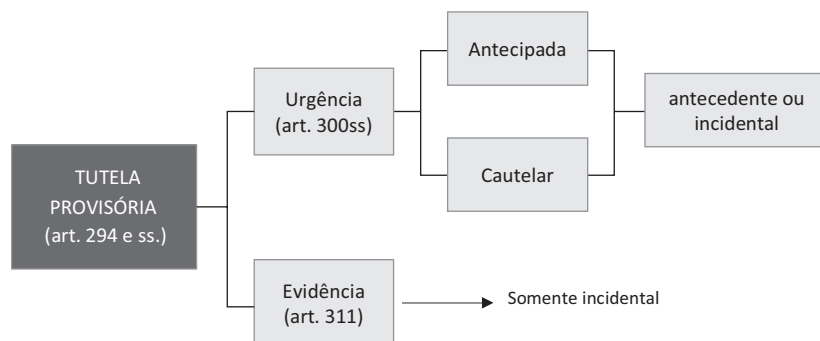 TUTELA
PROVISÓRIA
(art. 294 e ss.)
Urgência
(art. 300ss)
Antecipada
Cautelar
antecedente ou
incidental
Evidência
(art. 311)
Somente incidental